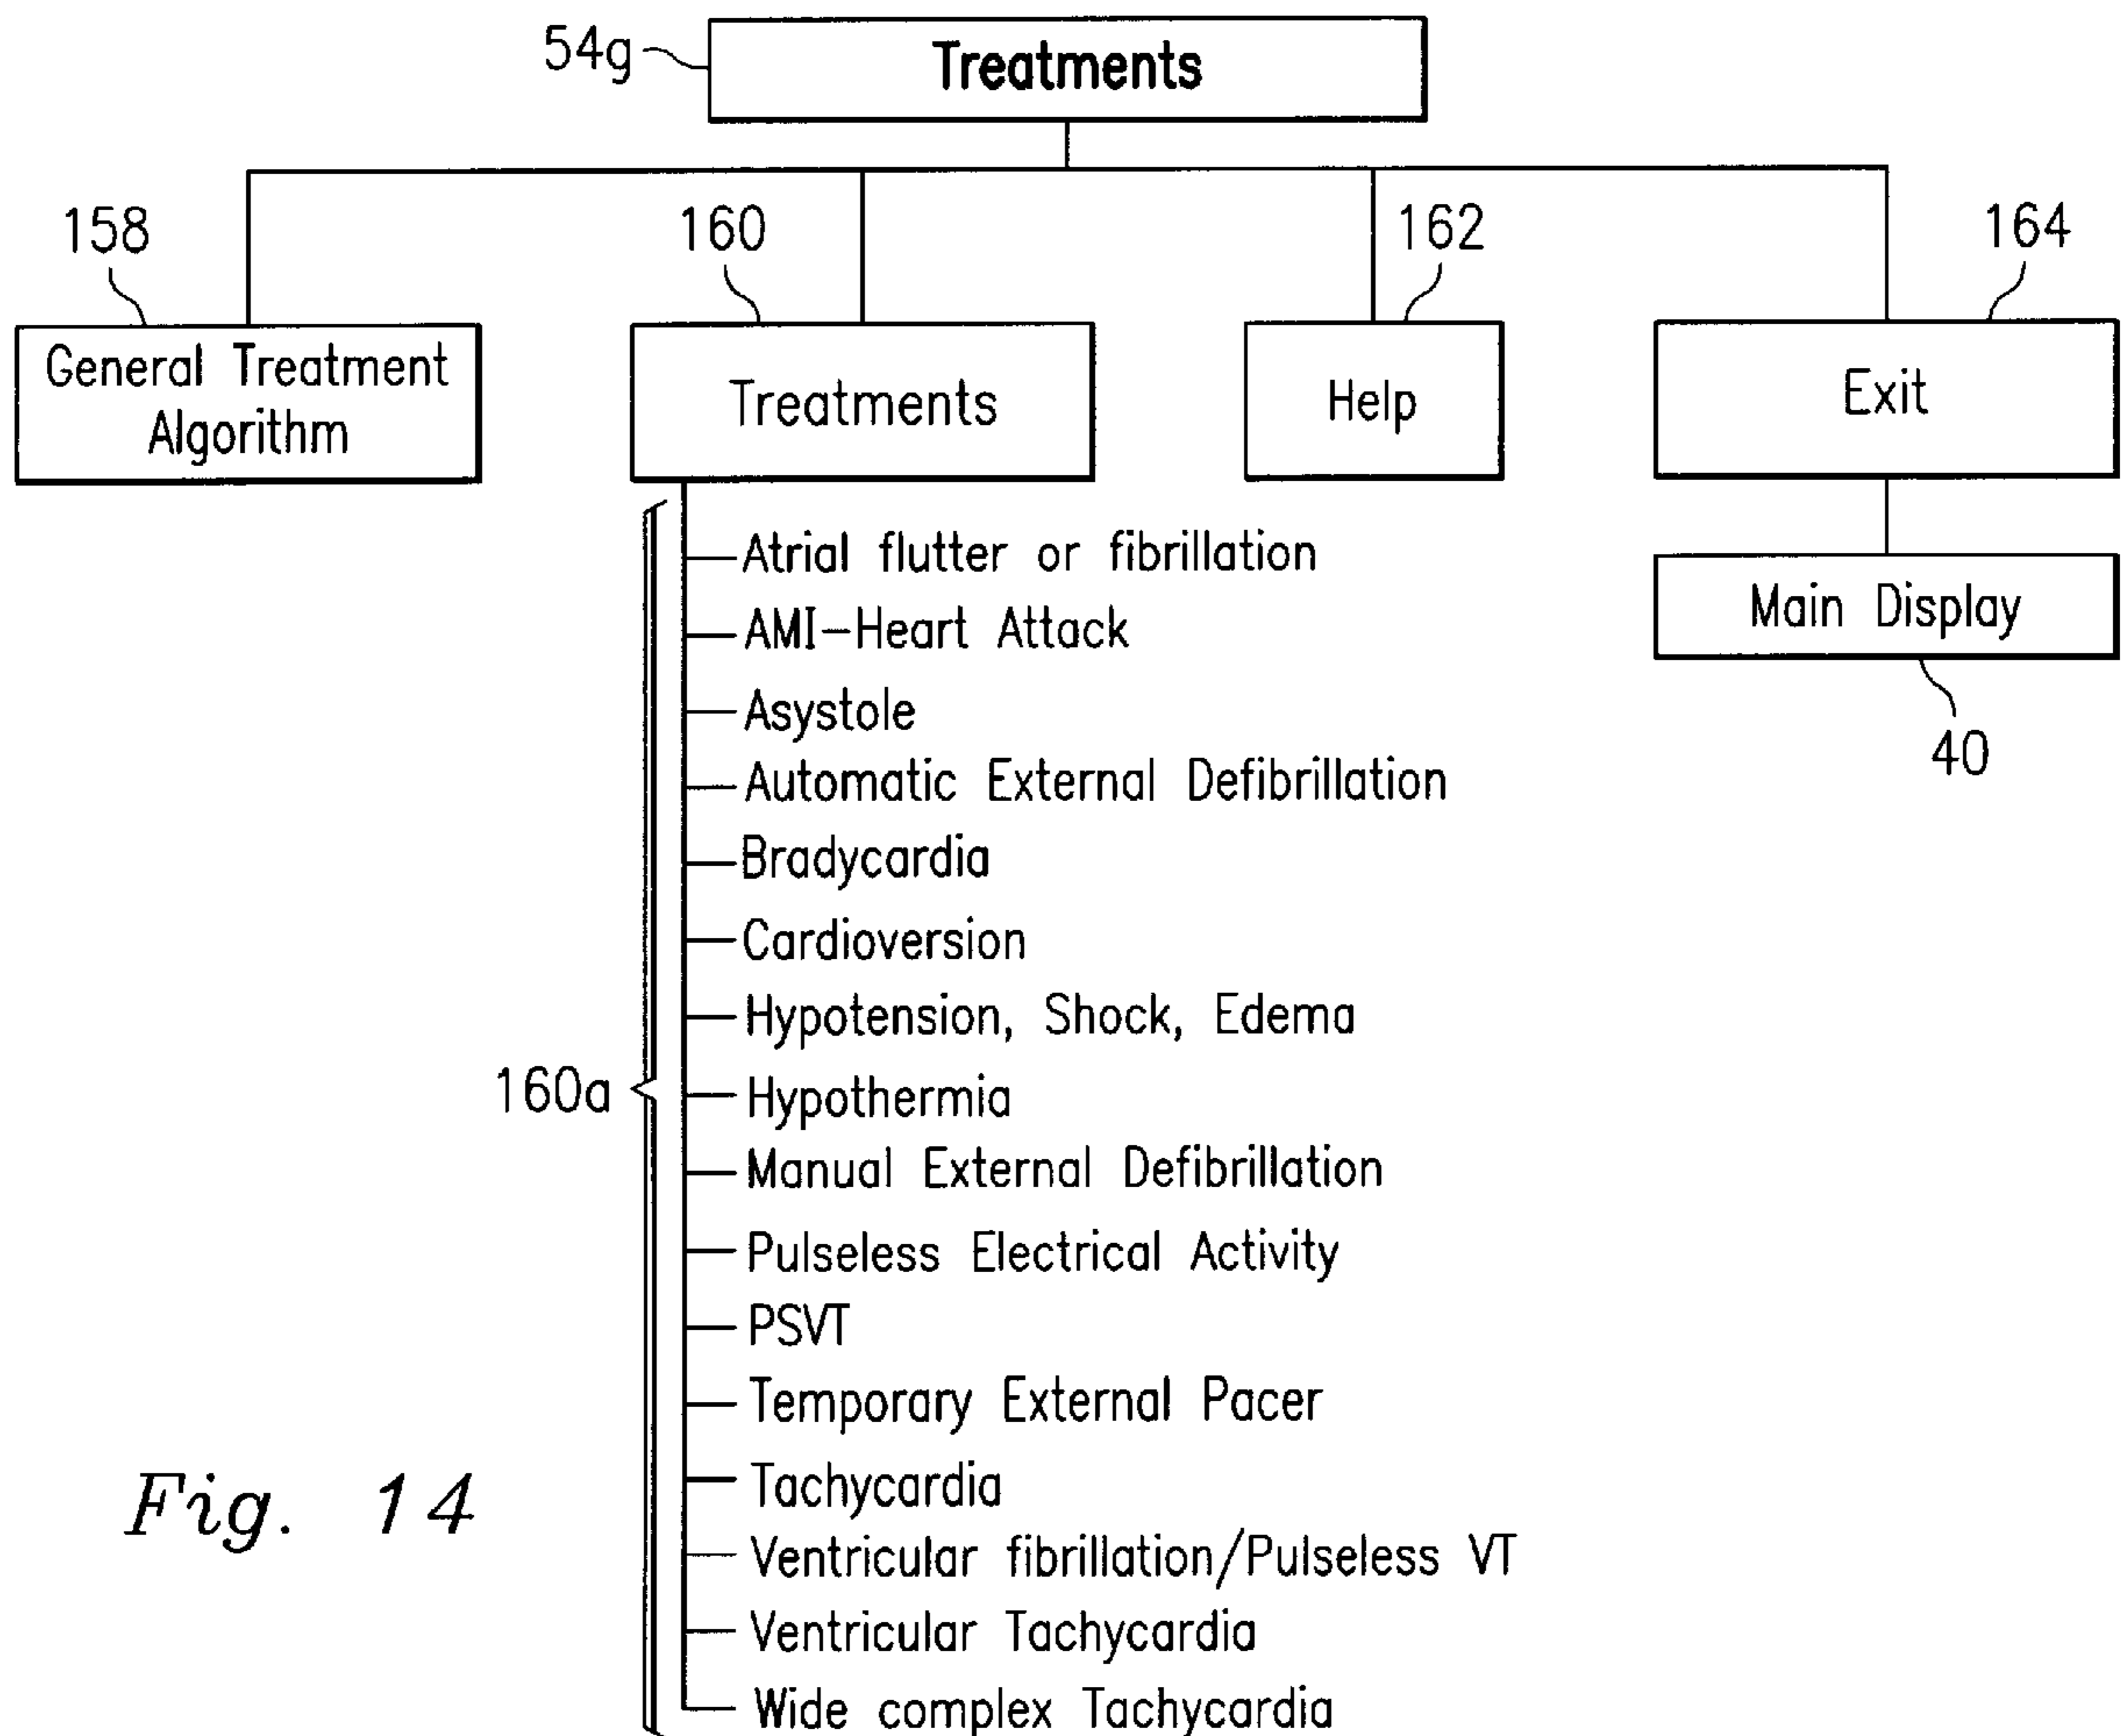 54g
Treatments
158
160
162
164
General Treatment
Algorithm
Treatments
Help
Exit
Main Display
40
160a
Atrial flutter or fibrillation
AMI–Heart Attack
Asystole
Automatic External Defibrillation
Bradycardia
Cardioversion
Hypotension, Shock, Edema
Hypothermia
Manual External Defibrillation
Pulseless Electrical Activity
PSVT
Temporary External Pacer
Tachycardia
Ventricular fibrillation/Pulseless VT
Ventricular Tachycardia
Wide complex Tachycardia
Fig. 14